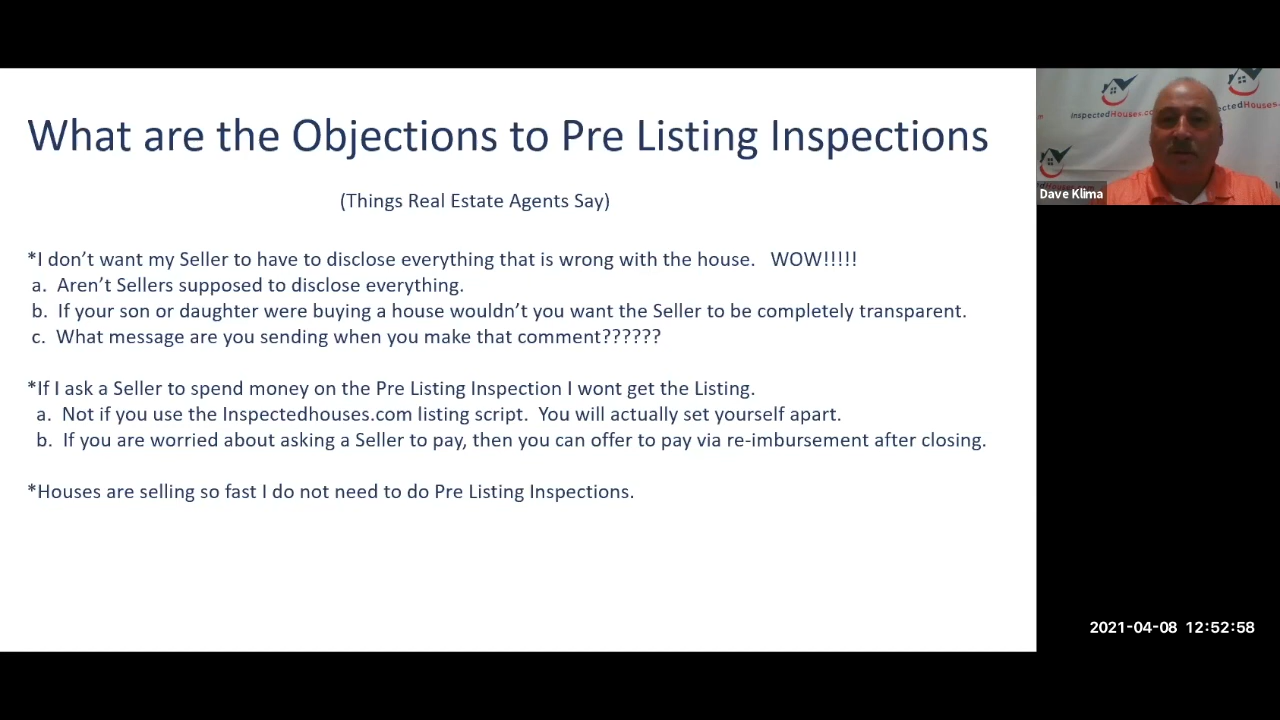 What are the Objections to Pre Listing Inspections
(Things Real Estate Agents Say)
*I don’t want my Seller to have to disclose everything that is wrong with the house.   WOW!!!!!
a.  Aren’t Sellers supposed to disclose everything.
b.  If your son or daughter were buying a house wouldn’t you want the Seller to be completely transparent.
c.  What message are you sending when you make that comment??????
*If I ask a Seller to spend money on the Pre Listing Inspection I wont get the Listing.
a.  Not if you use the Inspectedhouses.com listing script.  You will actually set yourself apart.
b.  If you are worried about asking a Seller to pay, then you can offer to pay via re-imbursement after closing.
*Houses are selling so fast I do not need to do Pre Listing Inspections.
InspectedHouses.co
pectedHouses.
Dave Klima
2021-04-08 12:52:58